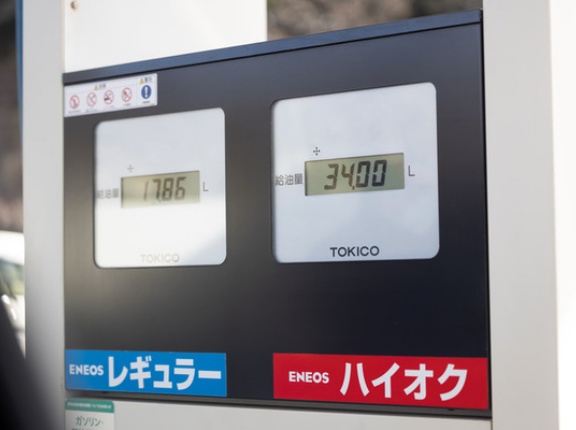 給油量 17.86 L
TOKICO
給油量 34.00 L
TOKICO
ENEOS レギュラー
ENEOS ハイオク
ガソリン